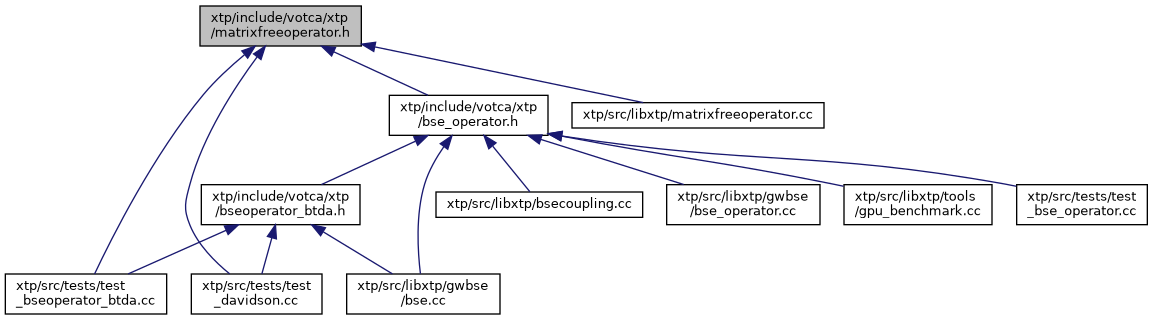 xtp/include/votca/xtp
/matrixfreeoperator.h
xtp/include/votca/xtp
/bse_operator.h
xtp/src/libxtp/matrixfreeoperator.cc
xtp/include/votca/xtp
/bseoperator_btda.h
xtp/src/libxtp/bsecoupling.cc
xtp/src/libxtp/gwbse
/bse_operator.cc
xtp/src/libxtp/tools
/gpu_benchmark.cc
xtp/src/tests/test
_bse_operator.cc
xtp/src/tests/test
_bseoperator_btda.cc
xtp/src/tests/test
_davidson.cc
xtp/src/libxtp/gwbse
/bse.cc